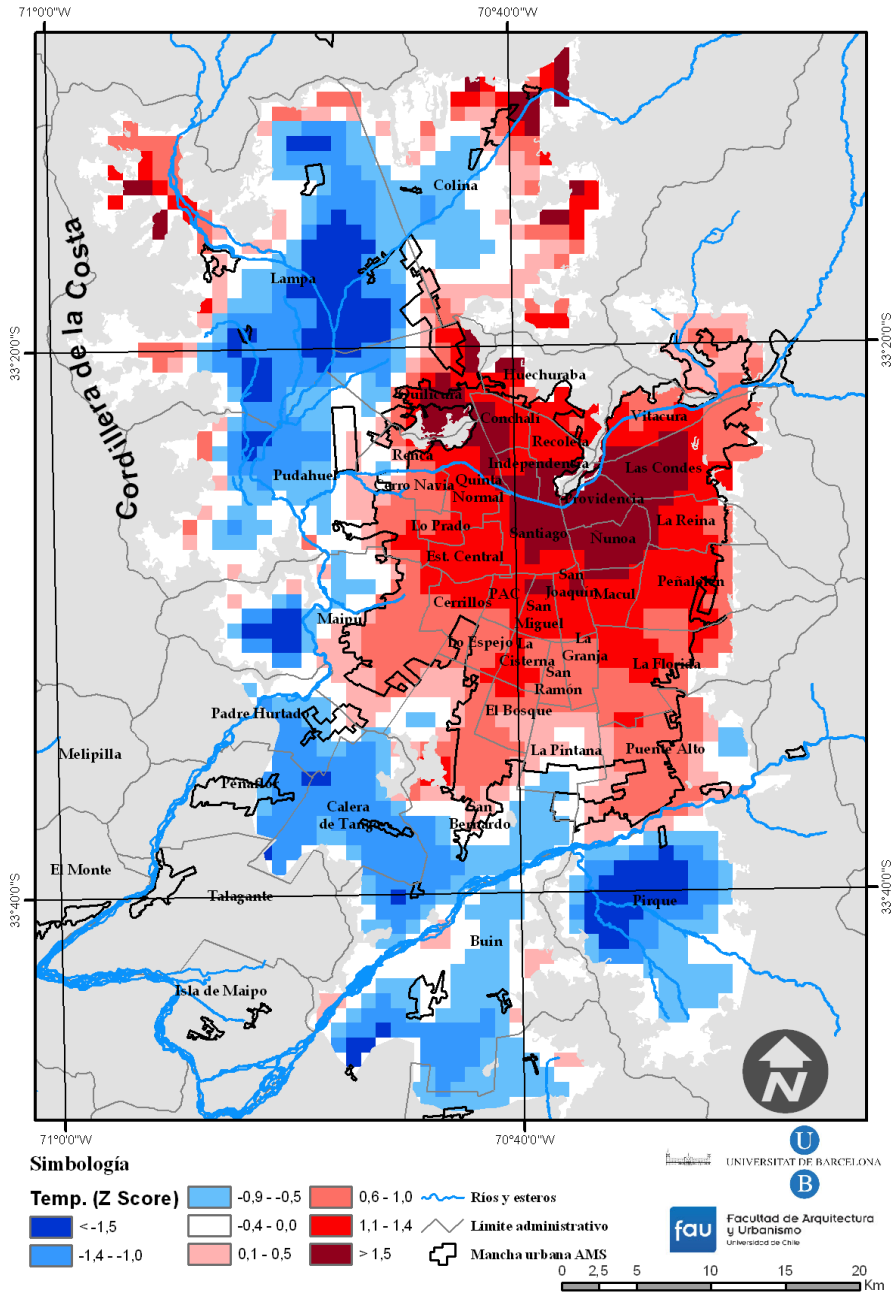 71°0'0"W
70°40'0"W
Colina
Cordillera de la Costa
Lampa
33°20'0"S
33°20'0"S
Huechuraba
Quilicura
Conchalí
Vitacura
Recoleta
Renca
Independencia
Las Condes
Pudahuel
Cerro Navia
Quinta
Normal
Providencia
Lo Prado
Santiago
Ñunoa
La Reina
Est. Central
San
Joaquín
Macul
Peñalolén
PAC
Cerrillos
San
Miguel
Maipu
Lo Espejo
La
Cisterna
La
Granja
La Florida
San
Ramón
Padre Hurtado
El Bosque
Melipilla
La Pintana
Puente Alto
Peñaflor
Calera
de Tango
San
Bernardo
El Monte
33°40'0"S
33°40'0"S
Talagante
Pirque
Buin
Isla de Maipo
N
71°0'0"W
70°40'0"W
Simbología
Temp. (Z Score)
< -1,5
-1,4 - -1,0
-0,9 - -0,5
-0,4 - 0,0
0,1 - 0,5
0,6 - 1,0
1,1 - 1,4
> 1,5
Ríos y esteros
Límite administrativo
Mancha urbana AMS
U
UNIVERSITAT DE BARCELONA
B
fau
Facultad de Arquitectura
y Urbanismo
Universidad de Chile
0 2,5 5 10 15 20
Km